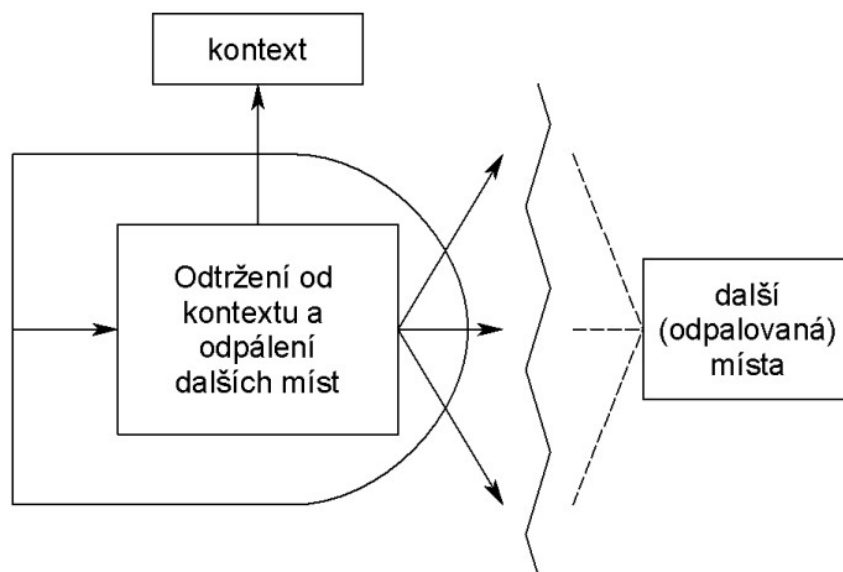 kontext
Odtržení od
kontextu a
odpálení
dalších míst
další
(odpalovaná)
místa